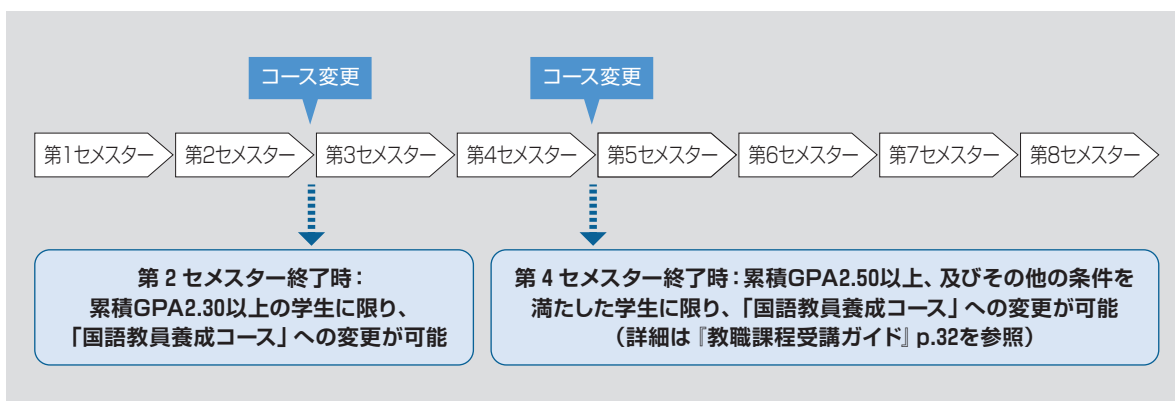 コース変更
コース変更
第1セメスター
第2セメスター
第3セメスター
第4セメスター
第5セメスター
第6セメスター
第7セメスター
第8セメスター
第 2 セメスター終了時：
累積GPA2.30以上の学生に限り、
「国語教員養成コース」への変更が可能
第 4 セメスター終了時：累積GPA2.50以上、及びその他の条件を
満たした学生に限り、「国語教員養成コース」への変更が可能
（詳細は『教職課程受講ガイド』p.32を参照）